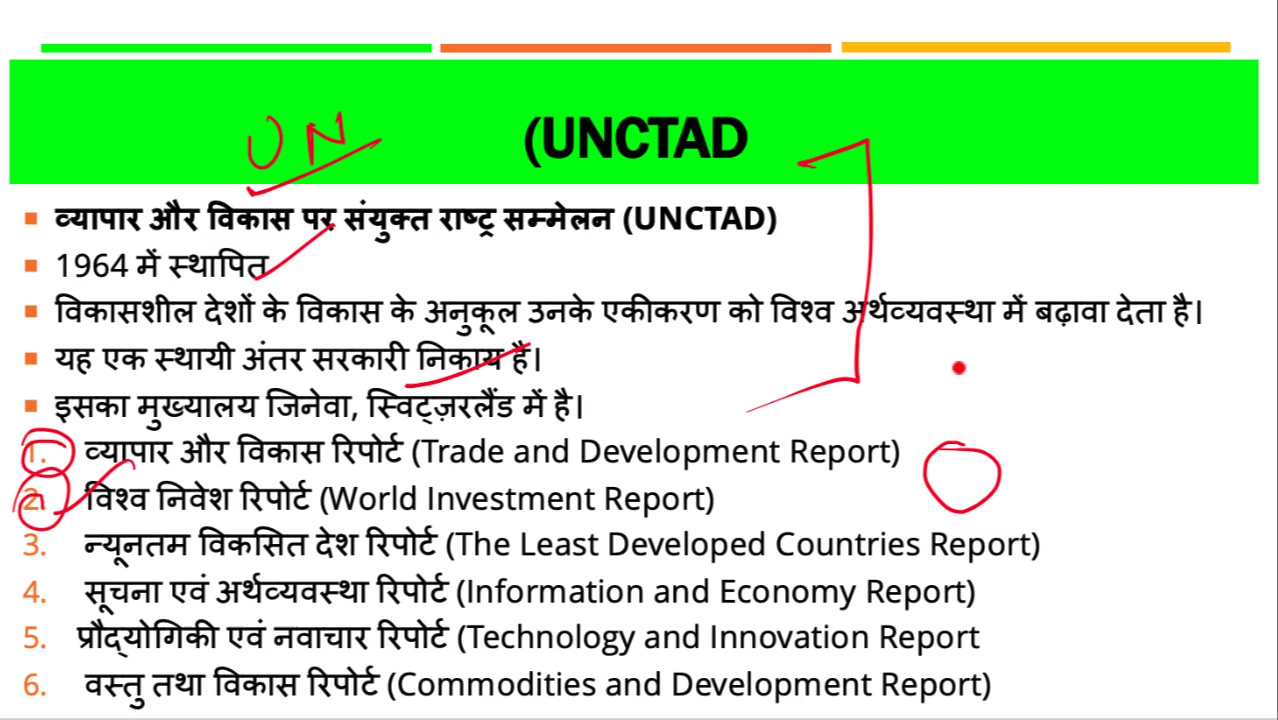 UN
(UNCTAD
व्यापार और विकास पर संयुक्त राष्ट्र सम्मेलन (UNCTAD)
1964 में स्थापित
विकासशील देशों के विकास के अनुकूल उनके एकीकरण को विश्व अर्थव्यवस्था में बढ़ावा देता है।
यह एक स्थायी अंतर सरकारी निकाय है।
इसका मुख्यालय जिनेवा, स्विट्ज़रलैंड में है।
1. व्यापार और विकास रिपोर्ट (Trade and Development Report)
2. विश्व निवेश रिपोर्ट (World Investment Report)
3. न्यूनतम विकसित देश रिपोर्ट (The Least Developed Countries Report)
4. सूचना एवं अर्थव्यवस्था रिपोर्ट (Information and Economy Report)
5. प्रौद्योगिकी एवं नवाचार रिपोर्ट (Technology and Innovation Report
6. वस्तु तथा विकास रिपोर्ट (Commodities and Development Report)